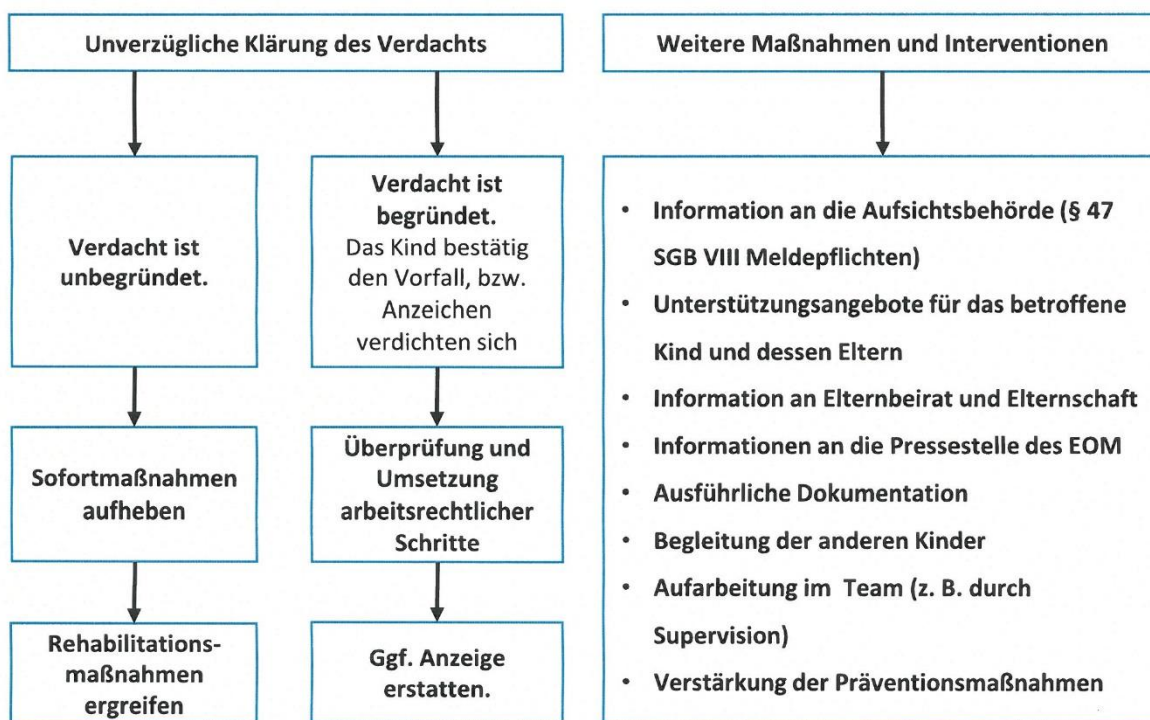 Unverzügliche Klärung des Verdachts
Verdacht ist
unbegründet.
Sofortmaßnahmen
aufheben
Rehabilitations-
maßnahmen
ergreifen
Verdacht ist
begründet.
Das Kind bestätig
den Vorfall, bzw.
Anzeichen
verdichten sich
Überprüfung und
Umsetzung
arbeitsrechtlicher
Schritte
Ggf. Anzeige
erstatten.
Weitere Maßnahmen und Interventionen
• Information an die Aufsichtsbehörde (§ 47
SGB VIII Meldepflichten)
• Unterstützungsangebote für das betroffene
Kind und dessen Eltern
• Information an Elternbeirat und Elternschaft
• Informationen an die Pressestelle des EOM
• Ausführliche Dokumentation
• Begleitung der anderen Kinder
• Aufarbeitung im Team (z. B. durch
Supervision)
• Verstärkung der Präventionsmaßnahmen